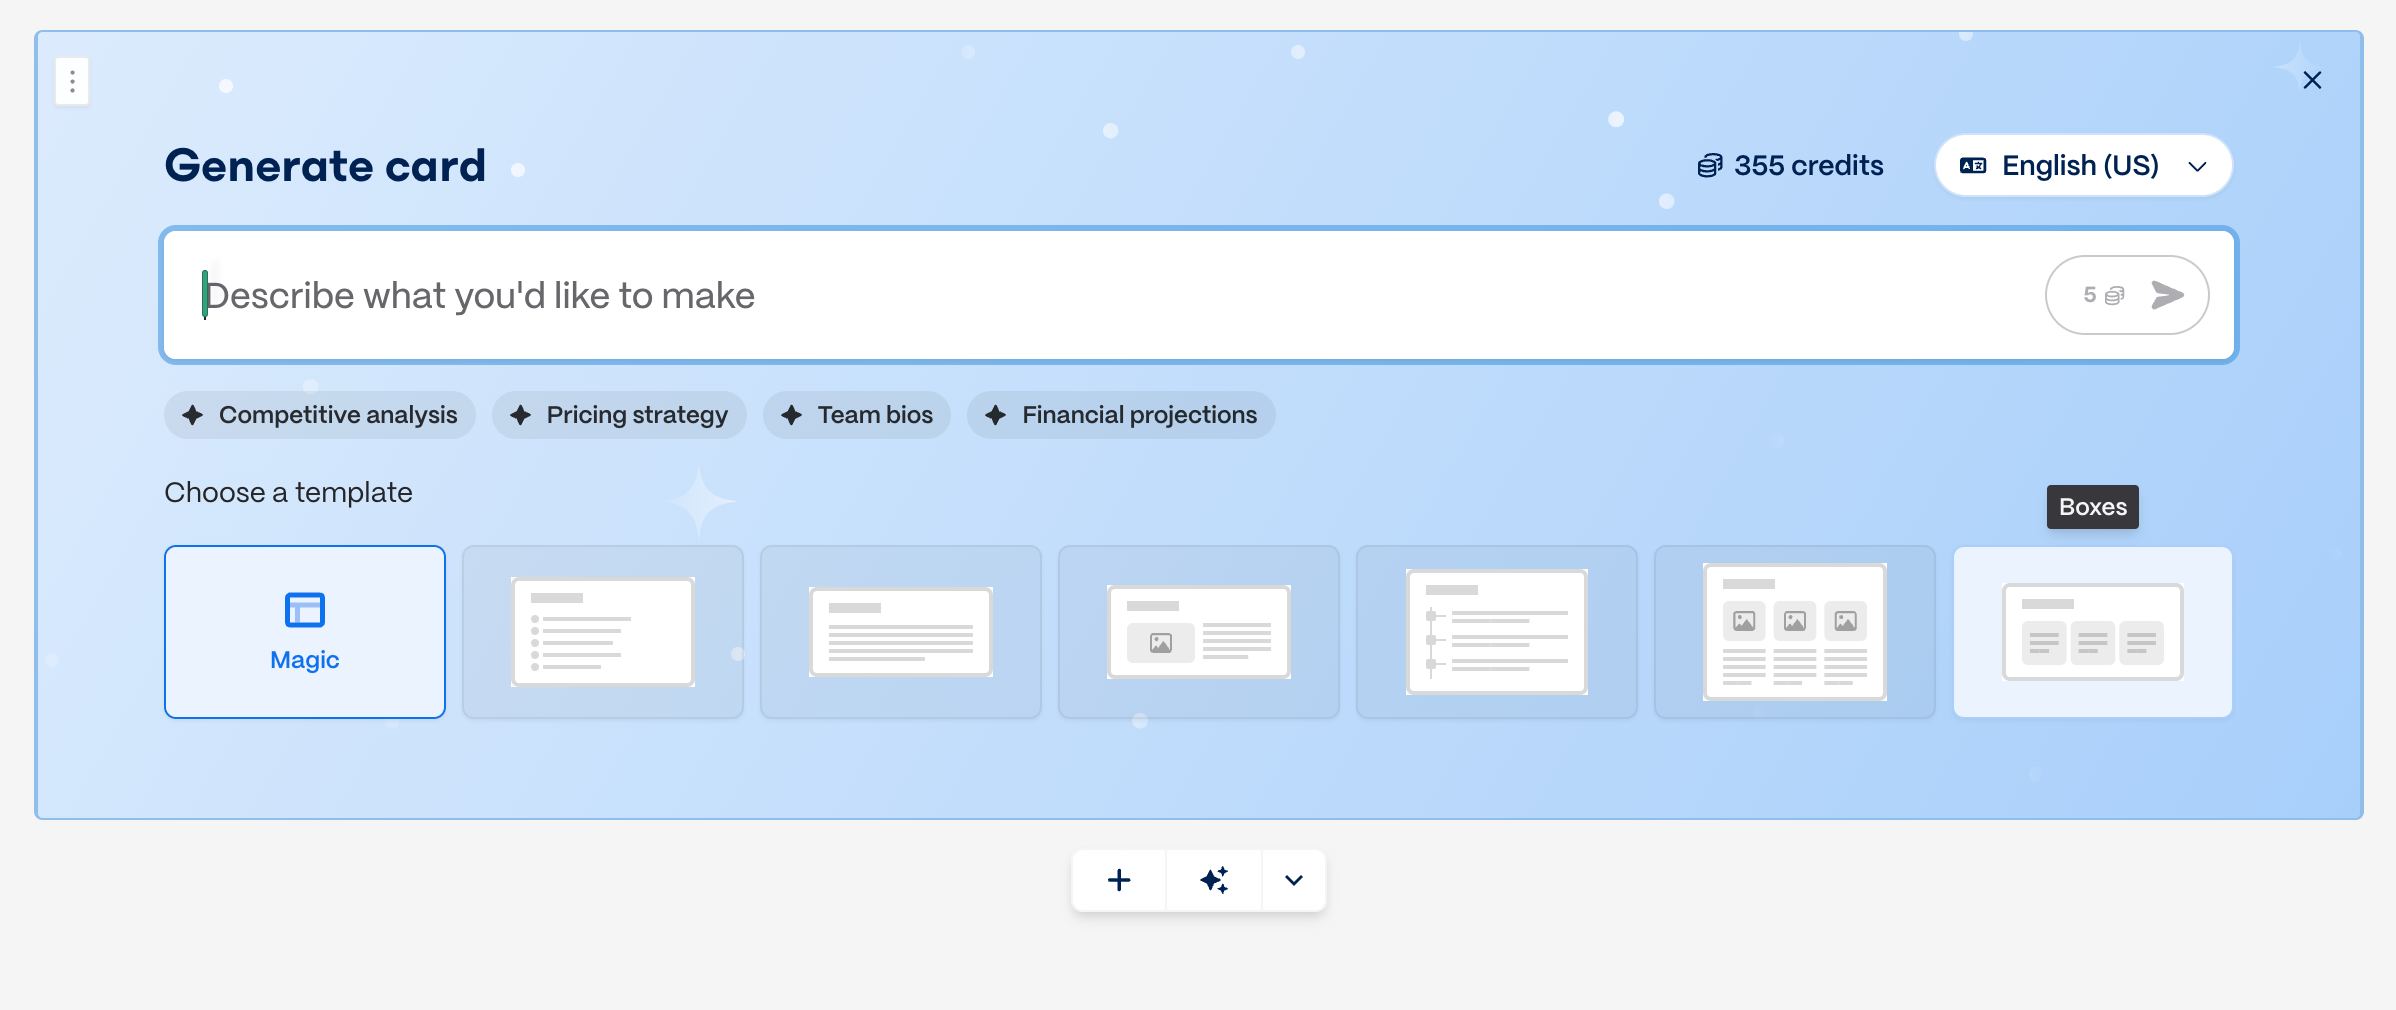 Generate card
355 credits
English (US)
Describe what you'd like to make
5
Competitive analysis
Pricing strategy
Team bios
Financial projections
Choose a template
Boxes
Magic